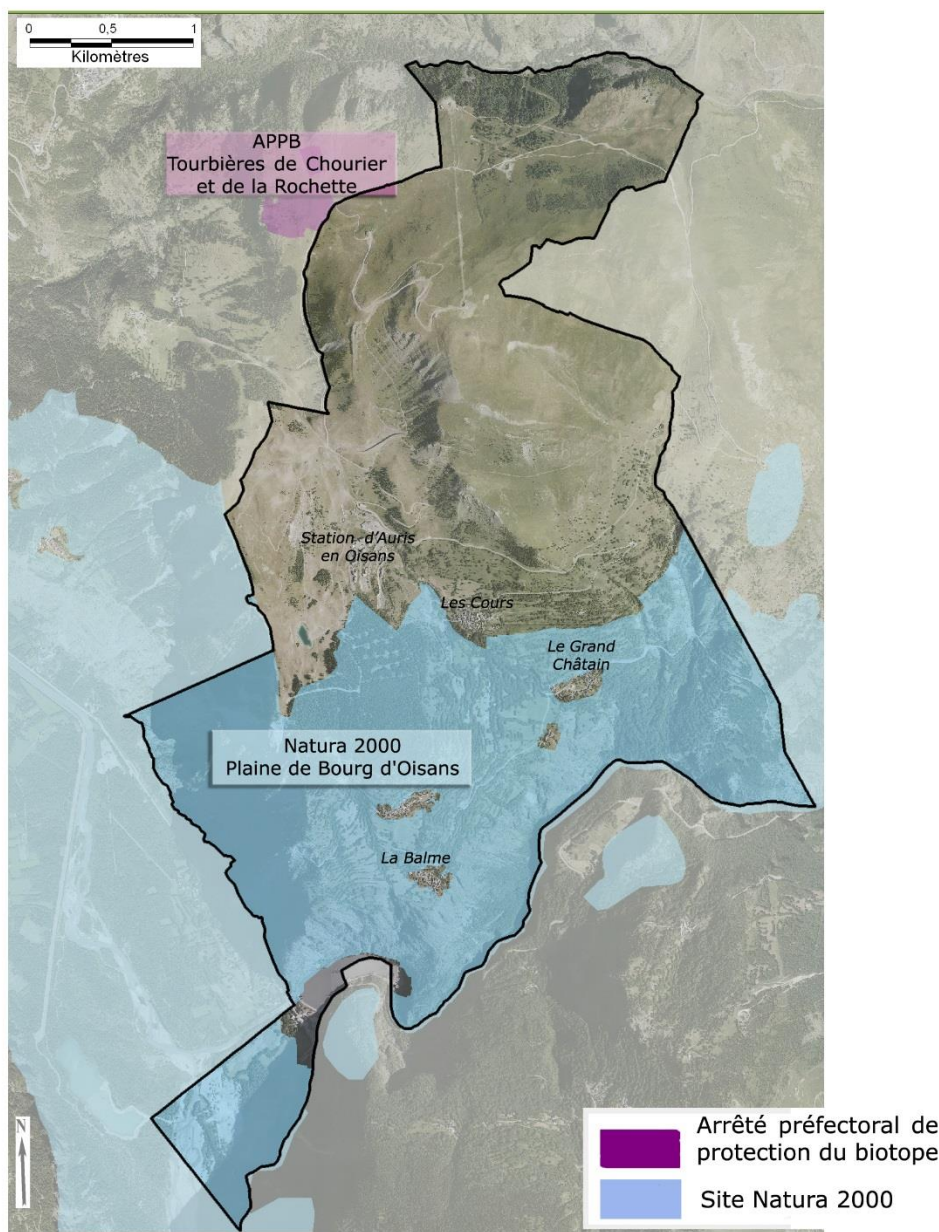 0 0,5 1
Kilomètres
APPB
Tourbières de Chourier
et de la Rochette
Station d'Auris
en Oisans
Les Cours
Le Grand
Châtain
Natura 2000
Plaine de Bourg d'Oisans
La Balme
N
Arrêté préfectoral de
protection du biotope
Site Natura 2000